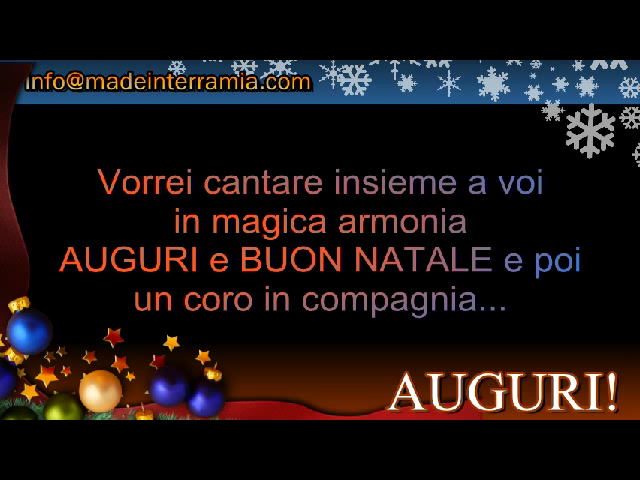 info@madeinterramia.com
Vorrei cantare insieme a voi
in magica armonia
AUGURI e BUON NATALE e poi
un coro in compagnia...
AUGURI!